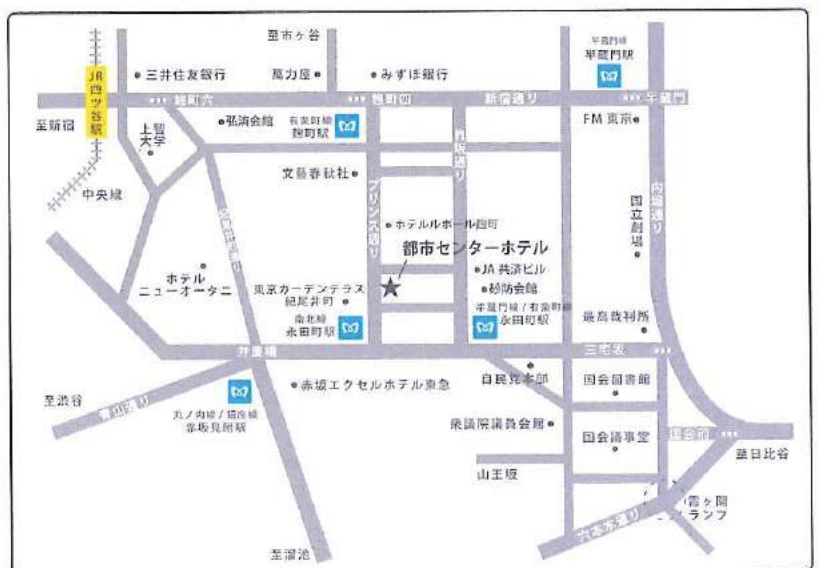 至市ヶ谷
半蔵門線
半蔵門駅
JR四ツ谷駅
三井住友銀行
萬力屋
みずほ銀行
麹町六
麹町四
新宿通り
半蔵門
至新宿
上智
大学
弘済会館
有楽町線
麹町駅
FM東京
中央線
文藝春秋社
プリンス通り
内堀通り
国立劇場
ホテルルポール麹町
都市センターホテル
ホテル
ニューオータニ
東京ガーデンテラス
紀尾井町
JA共済ビル
砂防会館
南北線
永田町駅
半蔵門線/有楽町線
永田町駅
最高裁判所
弁慶橋
三宅坂
至渋谷
青山通り
赤坂エクセルホテル東急
自民党本部
国会図書館
丸ノ内線/銀座線
赤坂見附駅
衆議院議員会館
国会議事堂
国会前
至日比谷
山王坂
霞ヶ関
ランプ
六本木通り
至溜池